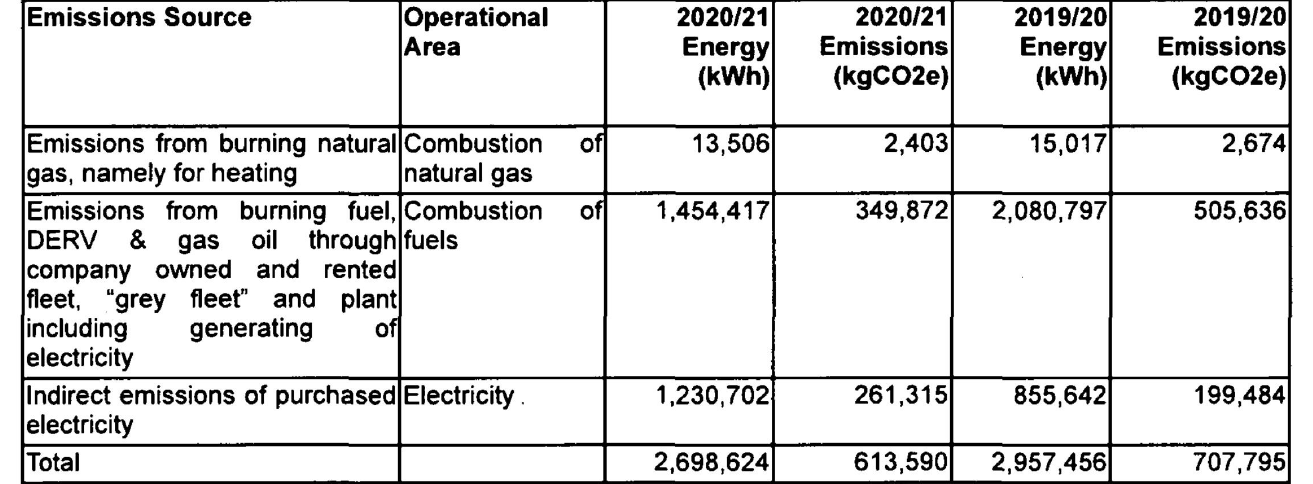 Emissions Source Operational Area 2020/21 Energy (kWh) 2020/21 Emissions (kgCO2e) 2019/20 Energy (kWh) 2019/20 Emissions (kgCO2e)
Emissions from burning natural gas, namely for heating Combustion of natural gas 13,506 2,403 15,017 2,674
Emissions from burning fuel, DERV & gas oil through company owned and rented fleet, "grey fleet" and plant including generating of electricity Combustion of fuels 1,454,417 349,872 2,080,797 505,636
Indirect emissions of purchased electricity Electricity 1,230,702 261,315 855,642 199,484
Total 2,698,624 613,590 2,957,456 707,795